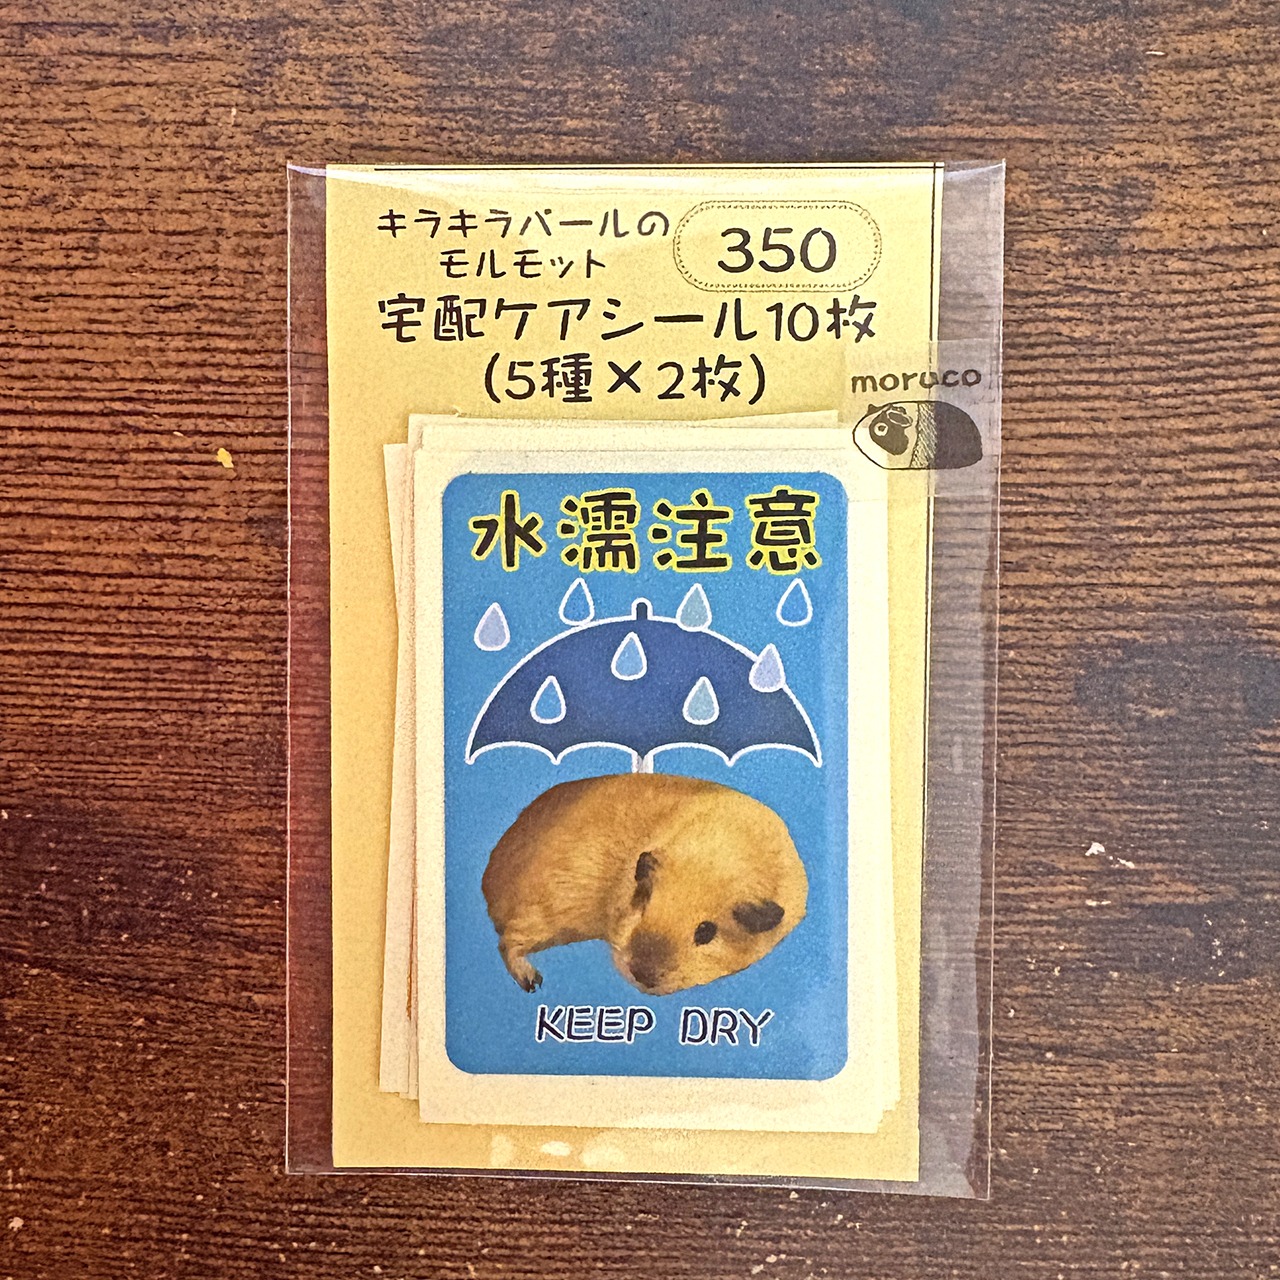 キラキラパールの
モルモット
350
宅配ケアシール10枚
(5種×2枚)
moruco
水濡注意
KEEP DRY